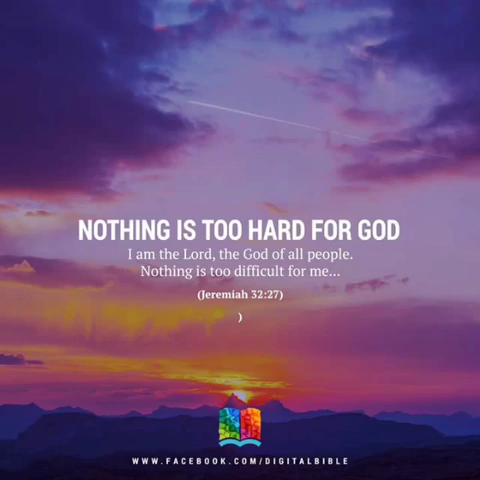 NOTHING IS TOO HARD FOR GOD
I am the Lord, the God of all people.
Nothing is too difficult for me...
(Jeremiah 32:27)
)
WWW.FACEBOOK.COM/DIGITALBIBLE